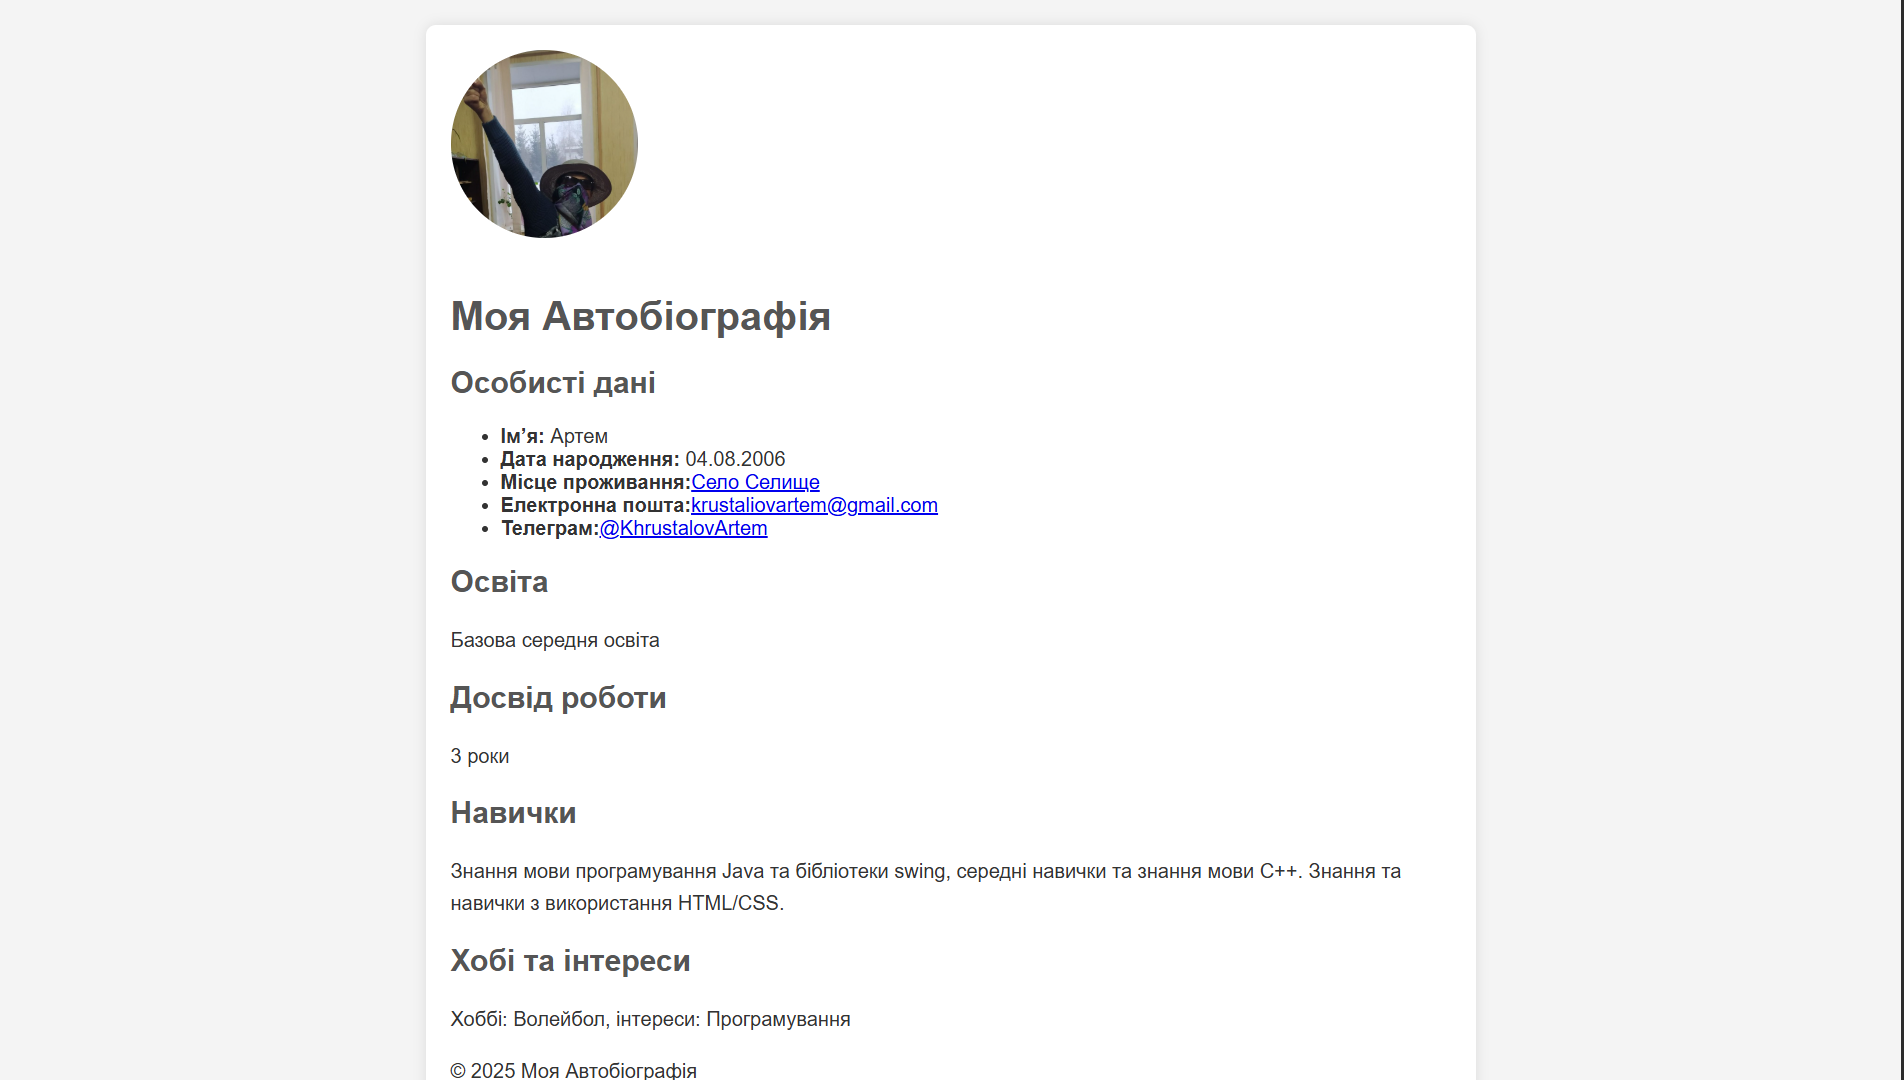 Моя Автобіографія
Особисті дані
• Ім’я: Артем
• Дата народження: 04.08.2006
• Місце проживання:Село Селище
• Електронна пошта:krustaliovartem@gmail.com
• Телеграм:@KhrustalovArtem
Освіта
Базова середня освіта
Досвід роботи
3 роки
Навички
Знання мови програмування Java та бібліотеки swing, середні навички та знання мови C++. Знання та
навички з використання HTML/CSS.
Хобі та інтереси
Хоббі: Волейбол, інтереси: Програмування
© 2025 Моя Автобіографія